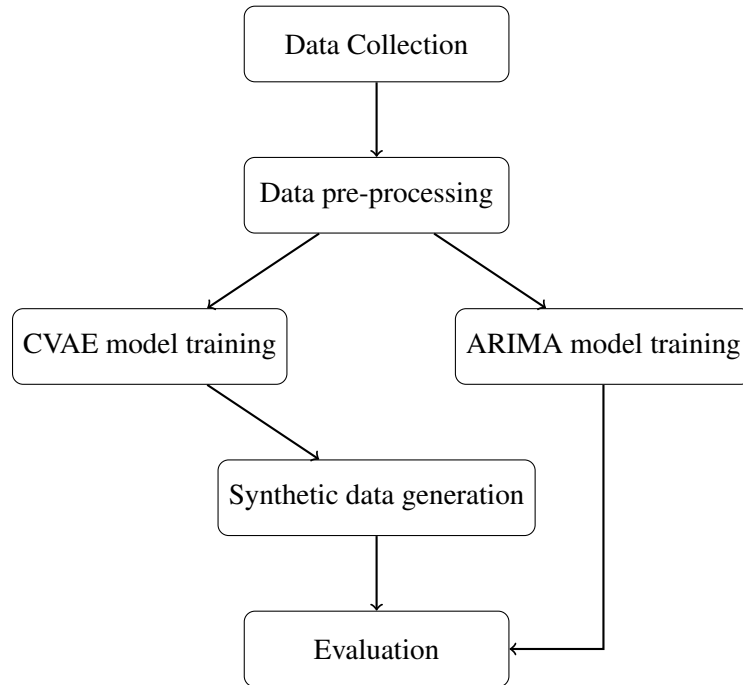 Data Collection
Data pre-processing
CVAE model training
ARIMA model training
Synthetic data generation
Evaluation